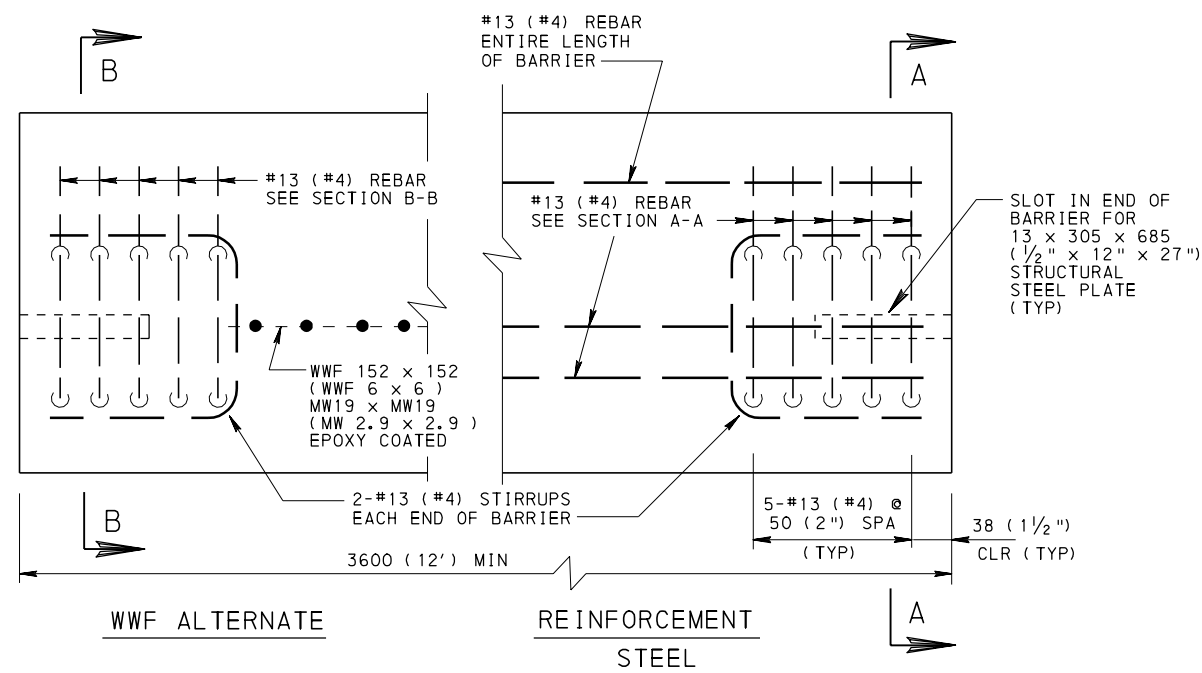 #13 (#4) REBAR
ENTIRE LENGTH
OF BARRIER
B
A
#13 (#4) REBAR
SEE SECTION B-B
#13 (#4) REBAR
SEE SECTION A-A
SLOT IN END OF
BARRIER FOR
13 x 305 x 685
(1/2" x 12" x 27")
STRUCTURAL
STEEL PLATE
(TYP)
WWF 152 x 152
(WWF 6 x 6)
MW19 x MW19
(MW 2.9 x 2.9 )
EPOXY COATED
2-#13 (#4) STIRRUPS
EACH END OF BARRIER
5-#13 (#4) @
50 (2") SPA
(TYP)
38 (1 1/2")
CLR (TYP)
B
3600 (12') MIN
A
WWF ALTERNATE
REINFORCEMENT
STEEL